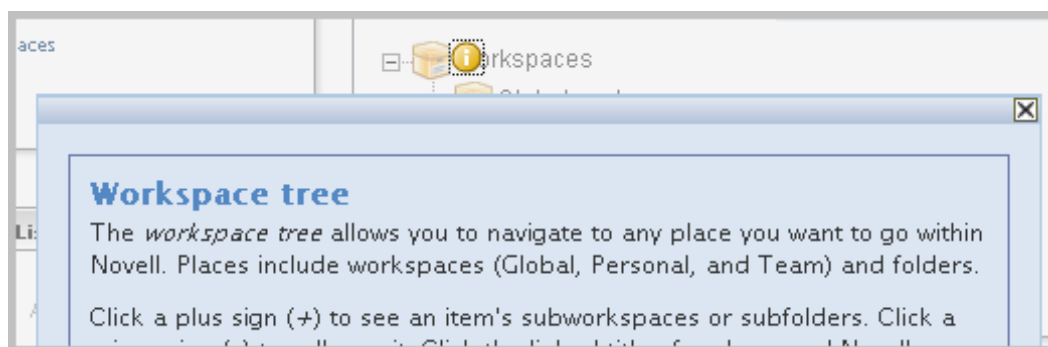 aces
orkspaces
Workspace tree
Li
The workspace tree allows you to navigate to any place you want to go within
Novell. Places include workspaces (Global, Personal, and Team) and folders.
Click a plus sign (+) to see an item's subworkspaces or subfolders. Click a